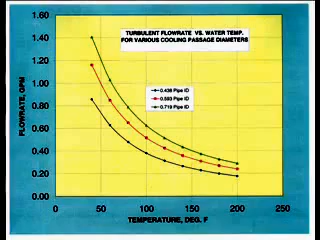 TURBULENT FLOWRATE VS. WATER TEMP.
FOR VARIOUS COOLING PASSAGE DIAMETERS
1.60
1.40
1.20
1.00
0.80
0.60
0.40
0.20
0.00
FLOWRATE, GPM
0.438 Pipe ID
0.593 Pipe ID
0.719 Pipe ID
0 50 100 150 200 250
TEMPERATURE, DEG. F